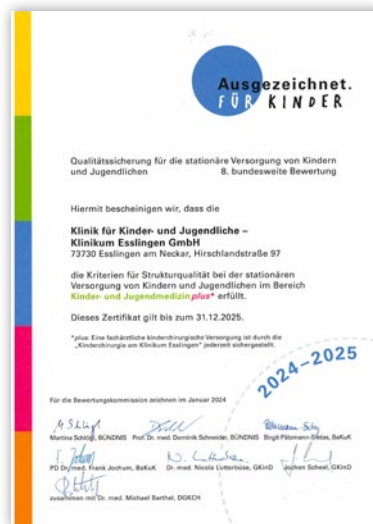 Ausgezeichnet.
FÜR KINDER
Qualitätssicherung für die stationäre Versorgung von Kindern
und Jugendlichen 8. bundesweite Bewertung
Hiermit bescheinigen wir, dass die
Klinik für Kinder- und Jugendliche –
Klinikum Esslingen GmbH
73730 Esslingen am Neckar, Hirschlandstraße 97
die Kriterien für Strukturqualität bei der stationären
Versorgung von Kindern und Jugendlichen im Bereich
Kinder- und Jugendmedizin plus* erfüllt.
Dieses Zertifikat gilt bis zum 31.12.2025.
*plus: Eine fachärztliche kinderchirurgische Versorgung ist durch die
„Kinderchirurgie am Klinikum Esslingen“ jederzeit sichergestellt.
2024–2025
Für die Bewertungskommission zeichnen im Januar 2024
Martina Schlögl, BÜNDNIS Prof. Dr. med. Dominik Schneider, BÜNDNIS Birgit Pätzmann-Sietas, BaKuK
PD Dr. med. Frank Jochum, BaKuK Dr. med. Nicola Lutterbüse, GKinD Jochen Scheel, GKinD
zusammen mit Dr. med. Michael Barthel, DGKCH